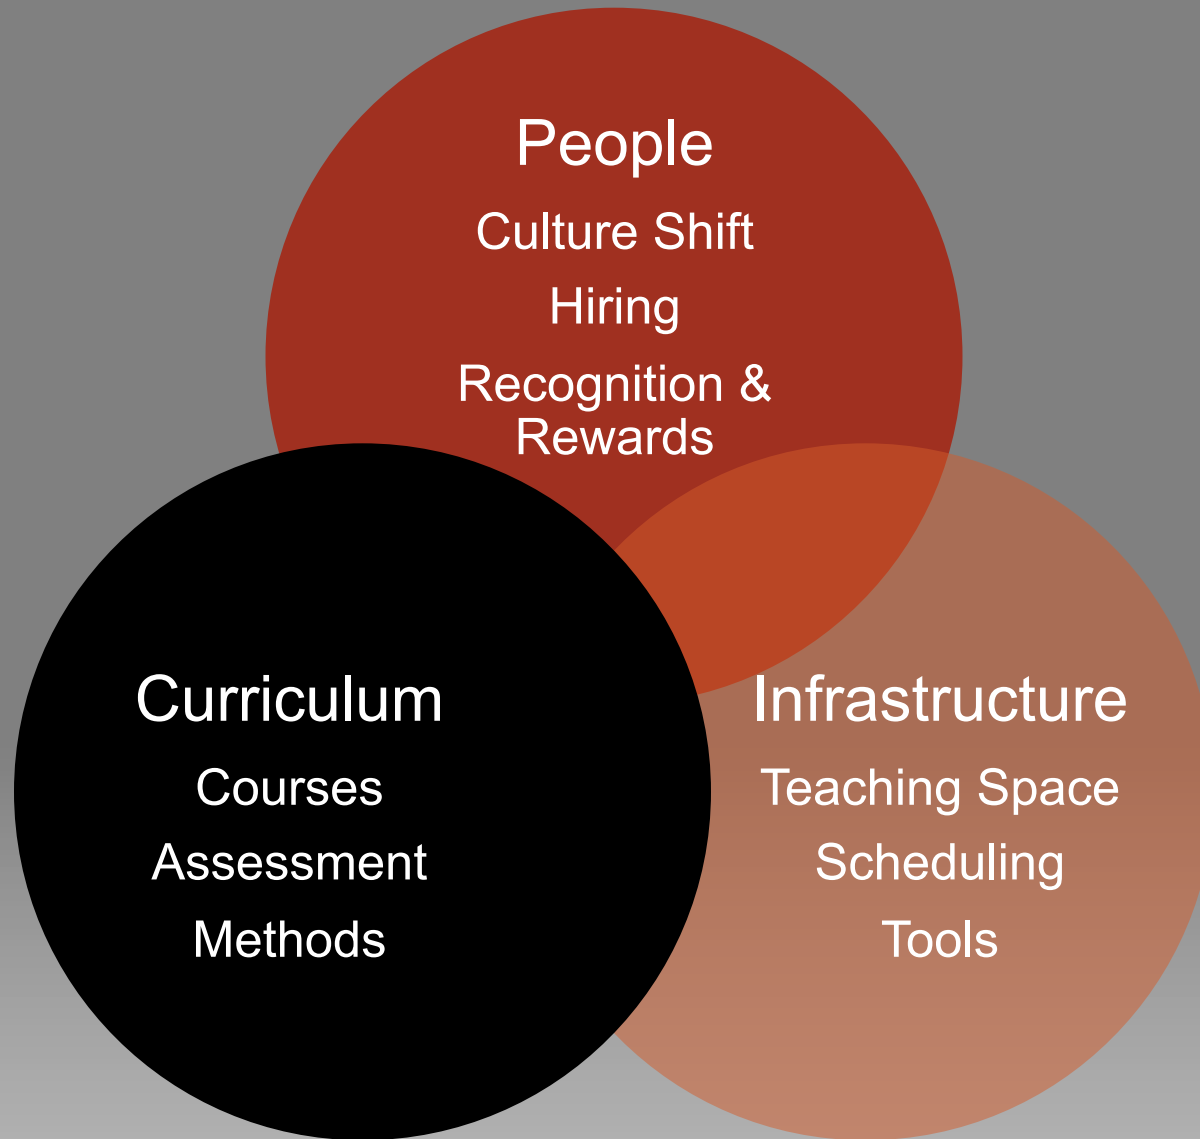 People
Culture Shift
Hiring
Recognition &
Rewards
Curriculum
Courses
Assessment
Methods
Infrastructure
Teaching Space
Scheduling
Tools